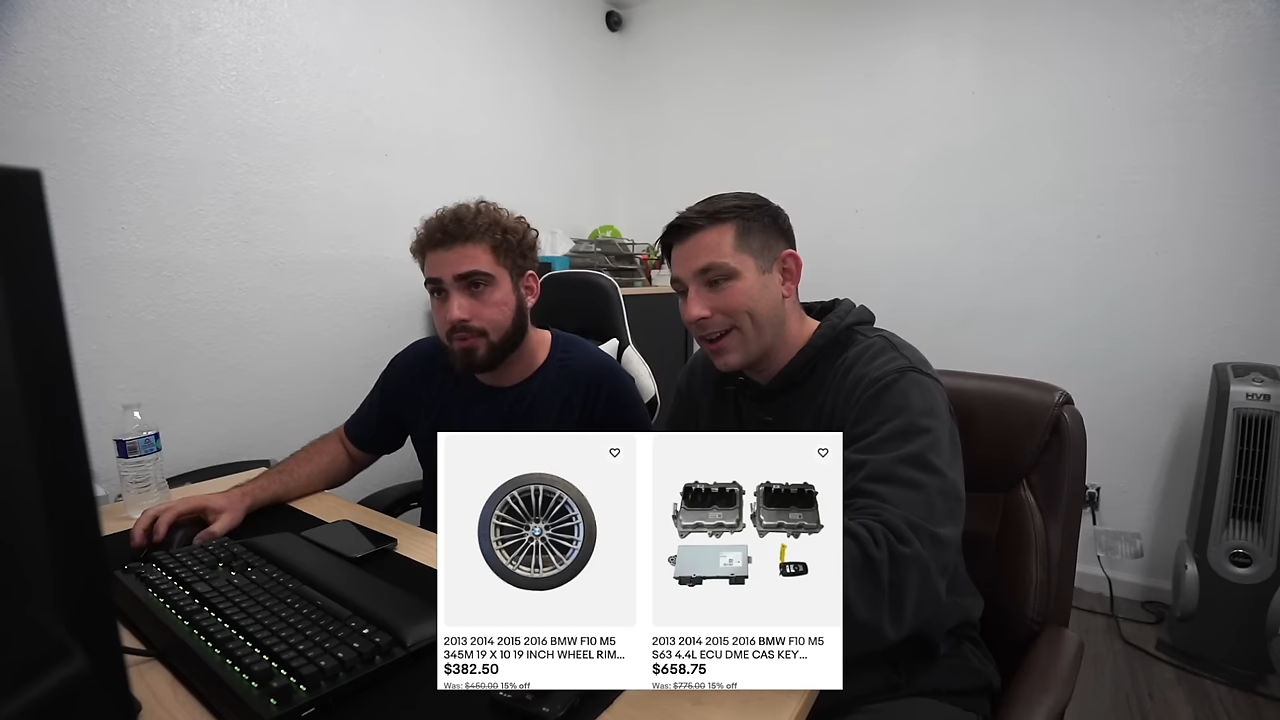 HVB
2013 2014 2015 2016 BMW F10 M5
345M 19 X 10 19 INCH WHEEL RIM...
$382.50
Was: $450.00 15% off
2013 2014 2015 2016 BMW F10 M5
S63 4.4L ECU DME CAS KEY...
$658.75
Was: $775.00 15% off